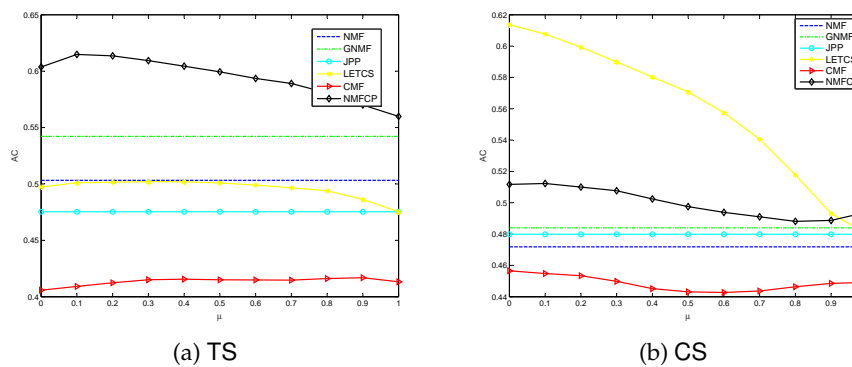 0.65
0.6
0.55
0.5
0.45
0.4
AC
0 0.1 0.2 0.3 0.4 0.5 0.6 0.7 0.8 0.9 1
μ
NMF
GNMF
JPP
LETCS
CMF
NMFCP
(a) TS
0.62
0.6
0.58
0.56
0.54
0.52
0.5
0.48
0.46
0.44
AC
0 0.1 0.2 0.3 0.4 0.5 0.6 0.7 0.8 0.9
μ
NMF
GNMF
JPP
LETCS
CMF
NMFC
(b) CS